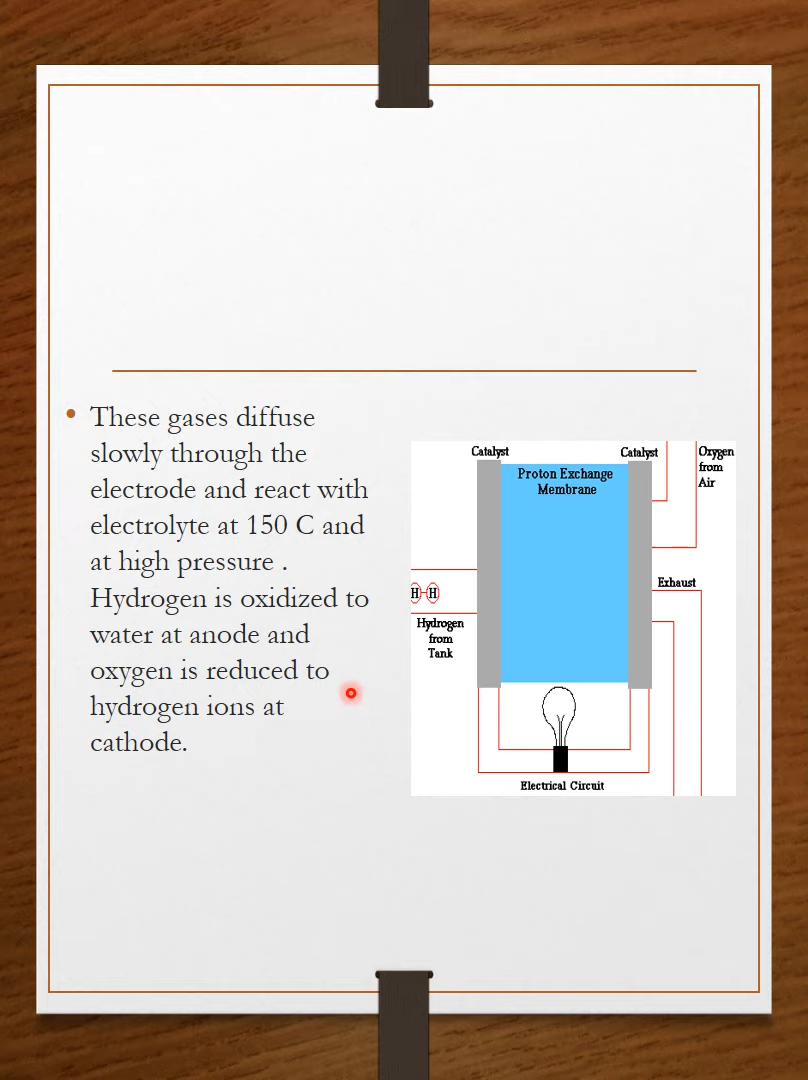 • These gases diffuse
slowly through the
electrode and react with
electrolyte at 150 C and
at high pressure .
Hydrogen is oxidized to
water at anode and
oxygen is reduced to
hydrogen ions at
cathode.
Catalyst
Catalyst
Oxygen
from
Air
Proton Exchange
Membrane
Exhaust
H H
Hydrogen
from
Tank
Electrical Circuit